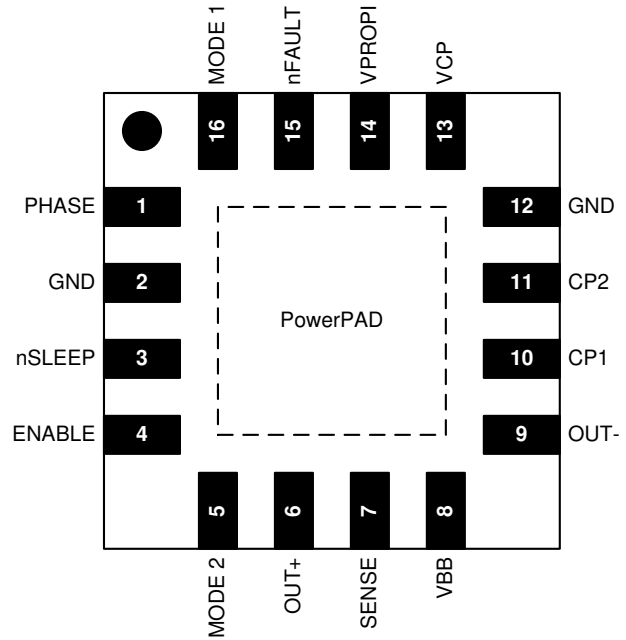 MODE 1
nFAULT
VPROPI
VCP
16
15
14
13
PHASE 1
12 GND
GND 2
11 CP2
PowerPAD
nSLEEP 3
10 CP1
ENABLE 4
9 OUT-
5
6
7
8
MODE 2
OUT+
SENSE
VBB